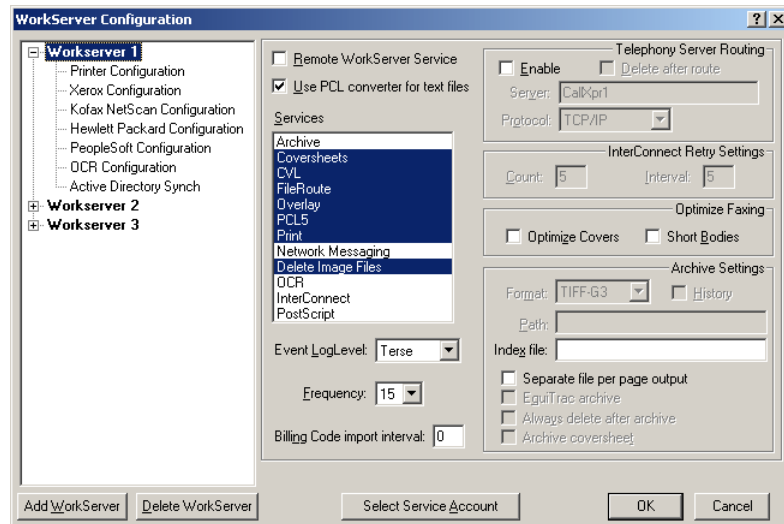 WorkServer Configuration
Workserver 1
Printer Configuration
Xerox Configuration
Kofax NetScan Configuration
Hewlett Packard Configuration
PeopleSoft Configuration
OCR Configuration
Active Directory Synch
Workserver 2
Workserver 3
Remote WorkServer Service
Use PCL converter for text files
Services
Archive
Coversheets
CVL
FileRoute
Overlay
PCL5
Print
Network Messaging
Delete Image Files
OCR
InterConnect
PostScript
Event LogLevel: Terse
Frequency: 15
Billing Code import interval: 0
Telephony Server Routing
Enable Delete after route
Server: CallXpr1
Protocol: TCP/IP
InterConnect Retry Settings
Count: 5 Interval: 5
Optimize Faxing
Optimize Covers Short Bodies
Archive Settings
Format: TIFF-G3 History
Path:
Index file:
Separate file per page output
EquiTrac archive
Always delete after archive
Archive coversheet
Add WorkServer Delete WorkServer Select Service Account OK Cancel